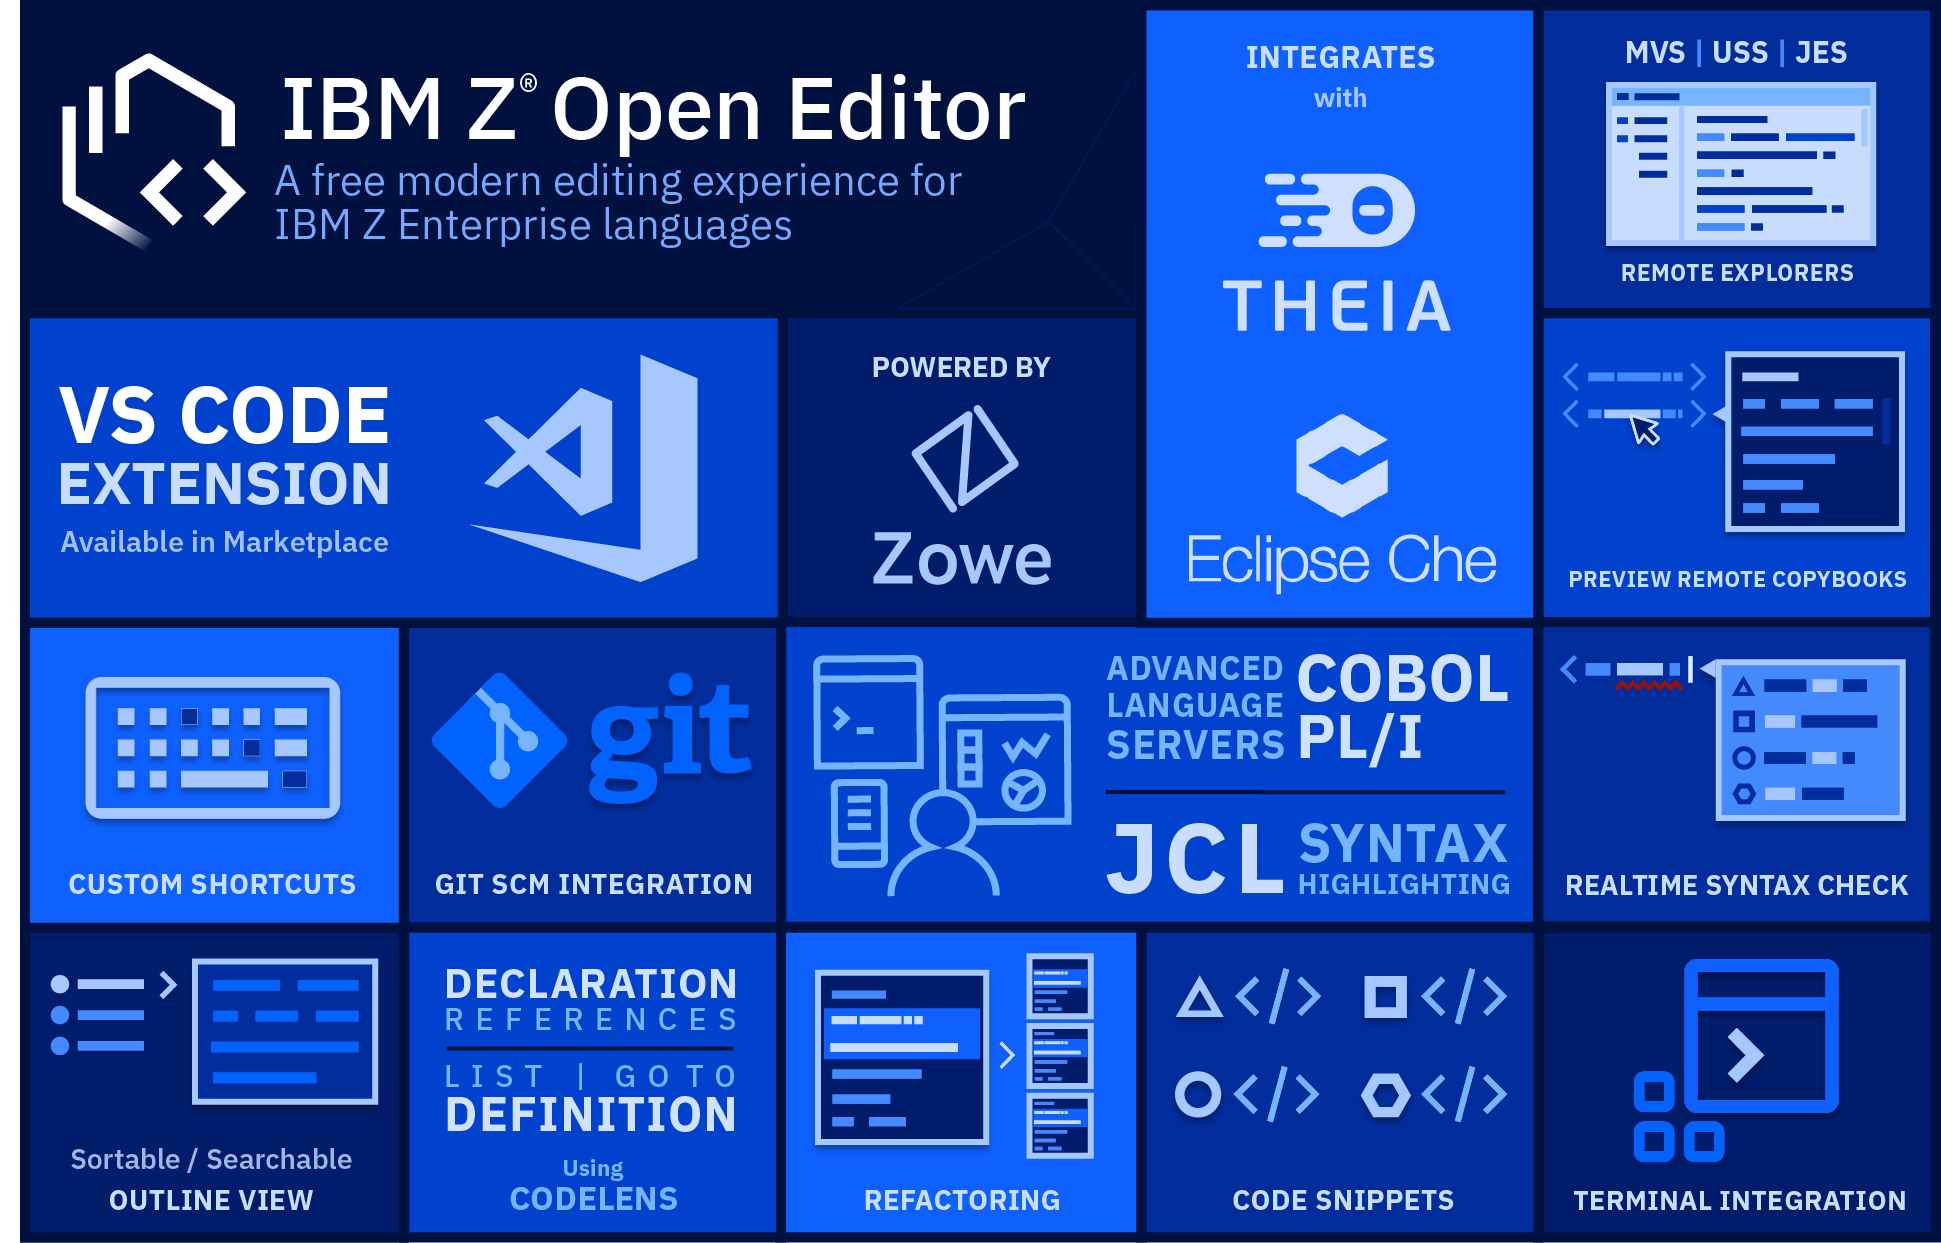 IBM Z® Open Editor
A free modern editing experience for
IBM Z Enterprise languages
INTEGRATES
with
THEIA
Eclipse Che
MVS | USS | JES
REMOTE EXPLORERS
VS CODE
EXTENSION
Available in Marketplace
POWERED BY
Zowe
PREVIEW REMOTE COPYBOOKS
CUSTOM SHORTCUTS
git
GIT SCM INTEGRATION
ADVANCED
LANGUAGE
SERVERS
COBOL
PL/I
JCL
SYNTAX
HIGHLIGHTING
REALTIME SYNTAX CHECK
Sortable / Searchable
OUTLINE VIEW
DECLARATION
REFERENCES
LIST | GOTO
DEFINITION
Using
CODELENS
REFACTORING
CODE SNIPPETS
TERMINAL INTEGRATION